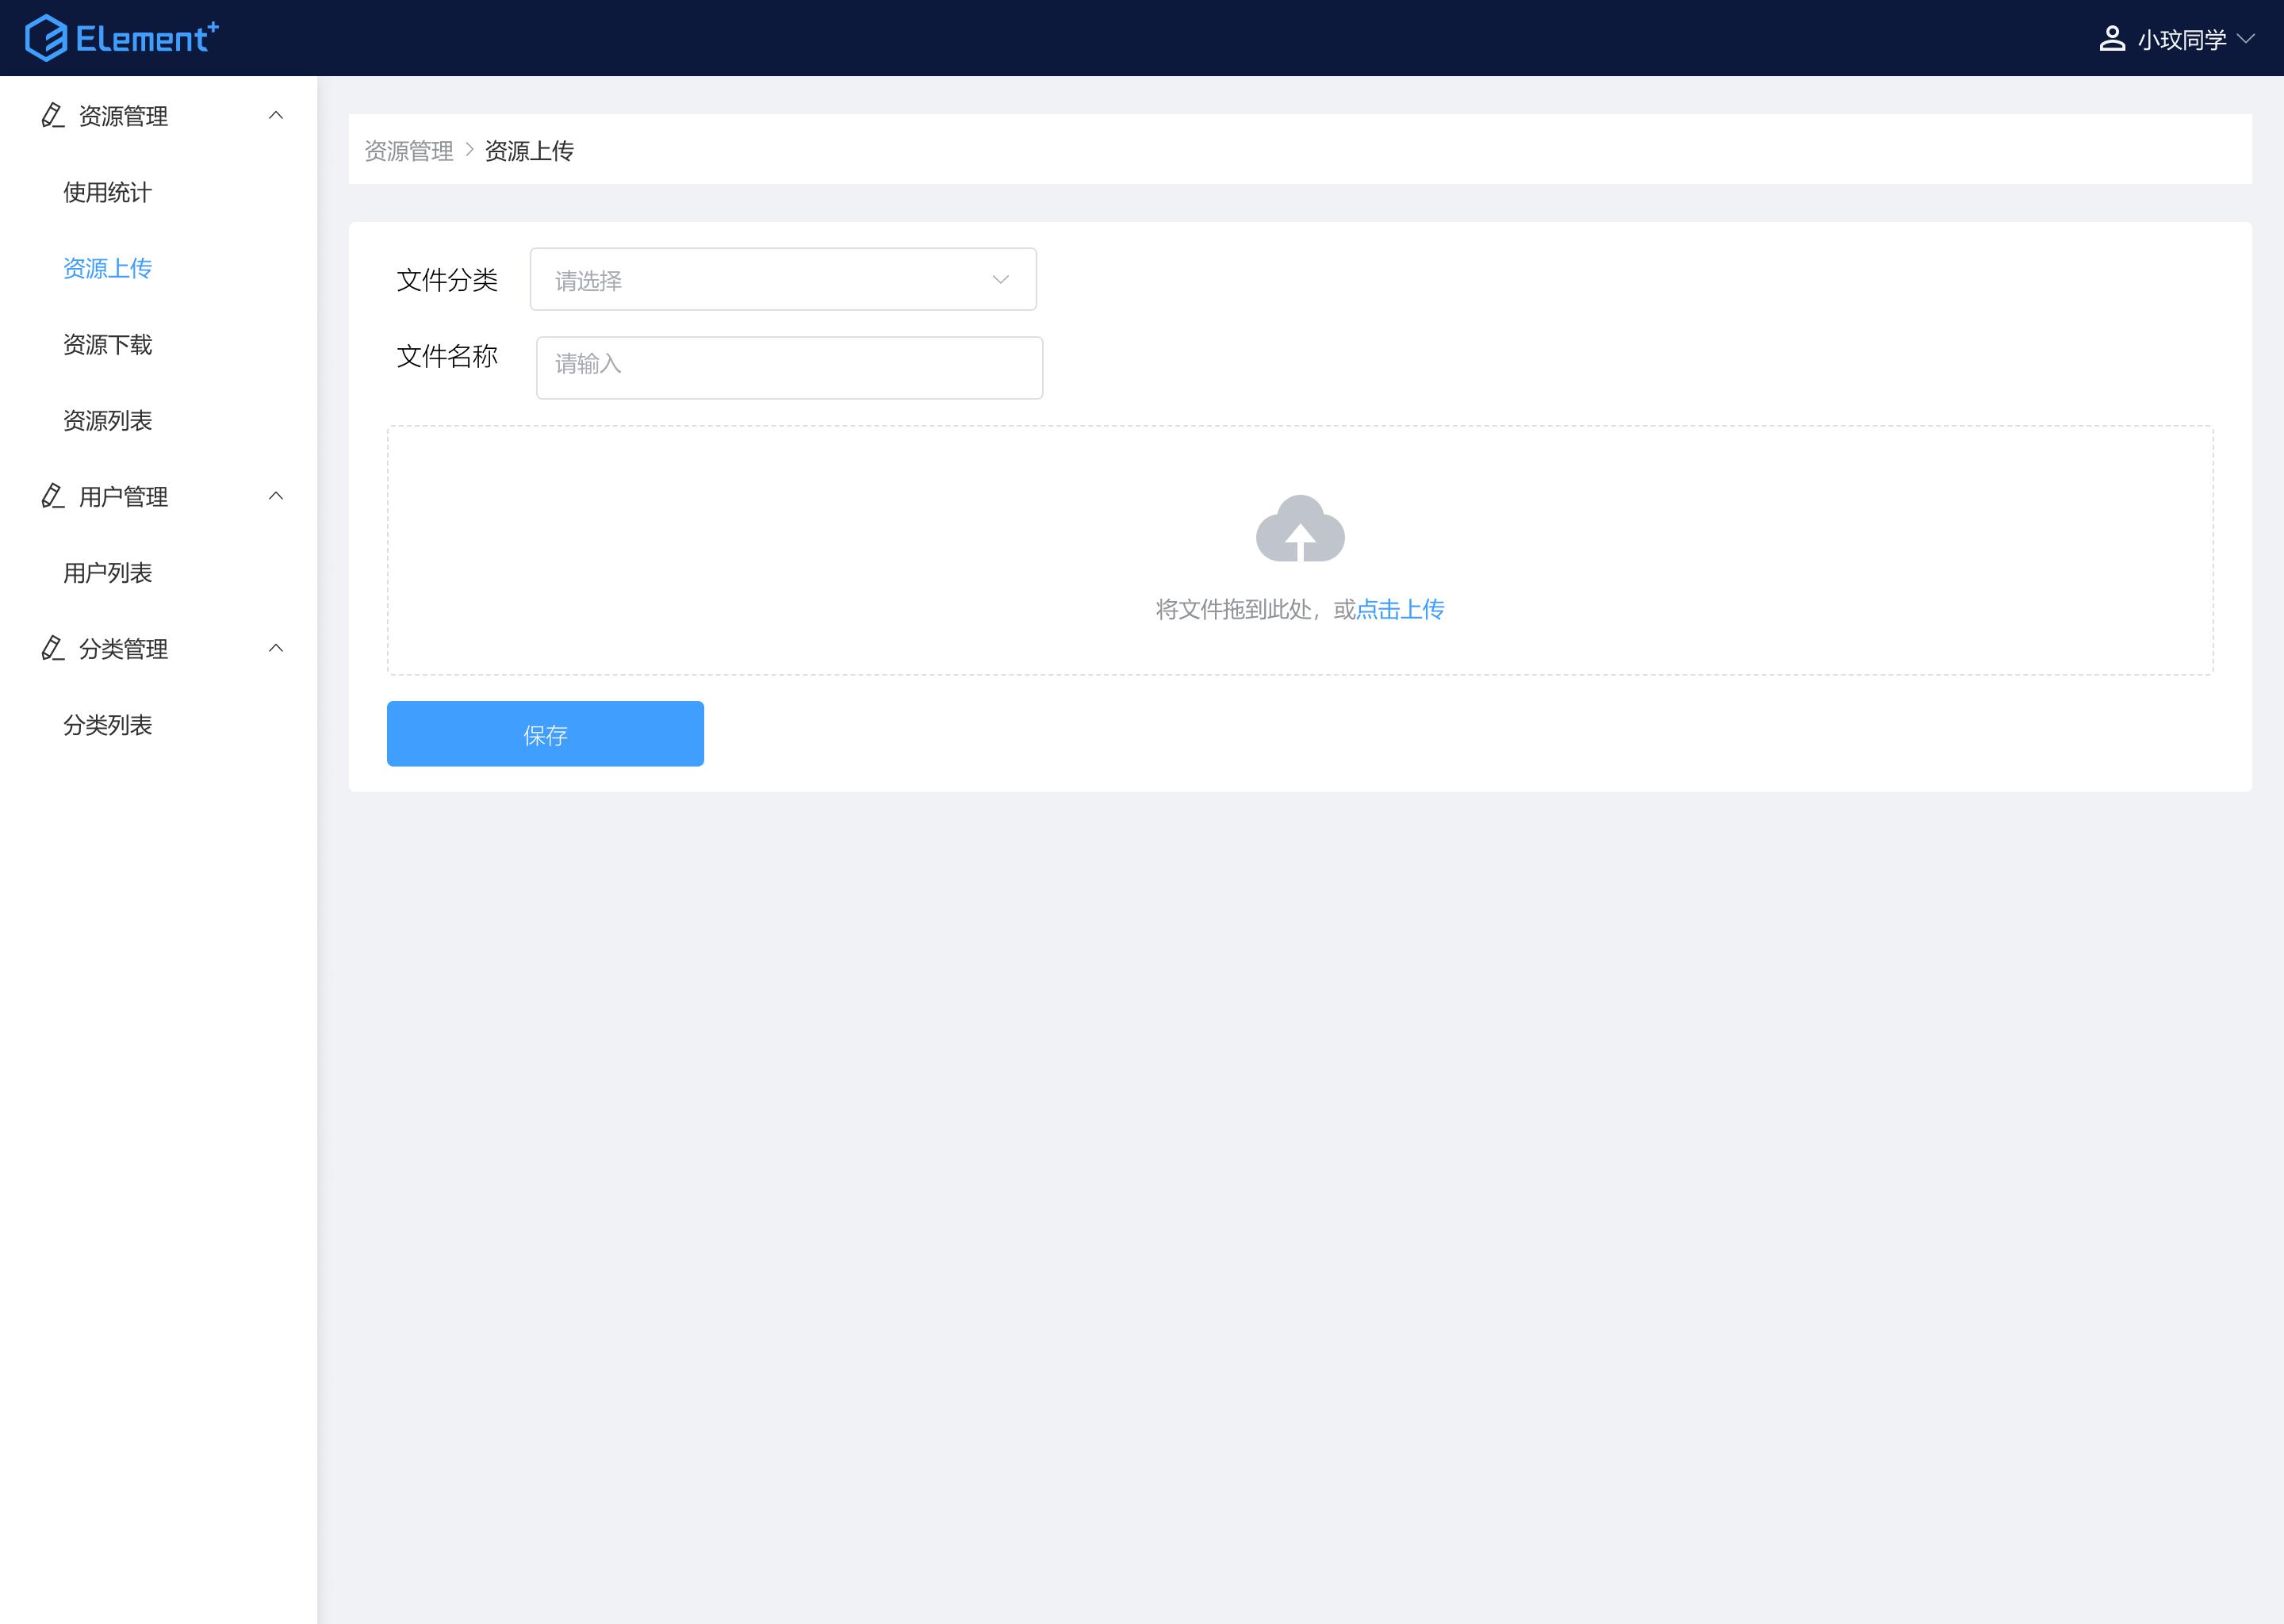 Element+
小玟同学
资源管理
使用统计
资源上传
资源下载
资源列表
用户管理
用户列表
分类管理
分类列表
资源管理 > 资源上传
文件分类 请选择
文件名称 请输入
将文件拖到此处，或点击上传
保存